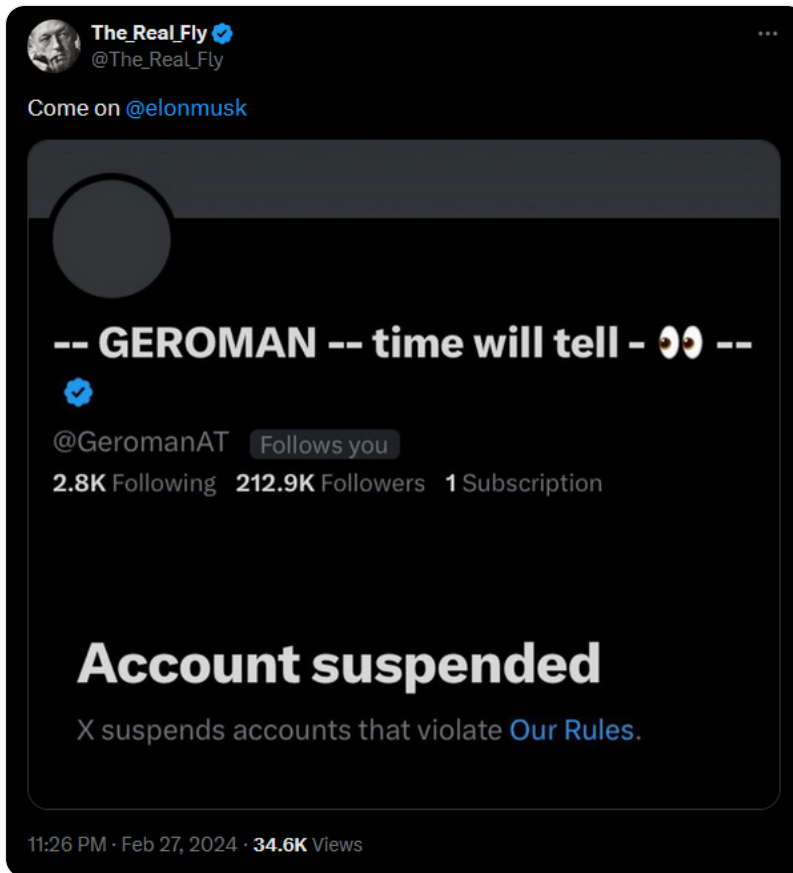 The_Real_Fly
@The_Real_Fly
Come on @elonmusk
-- GEROMAN -- time will tell - 👀 --
@GeromanAT Follows you
2.8K Following 212.9K Followers 1 Subscription
Account suspended
X suspends accounts that violate Our Rules.
11:26 PM · Feb 27, 2024 · 34.6K Views